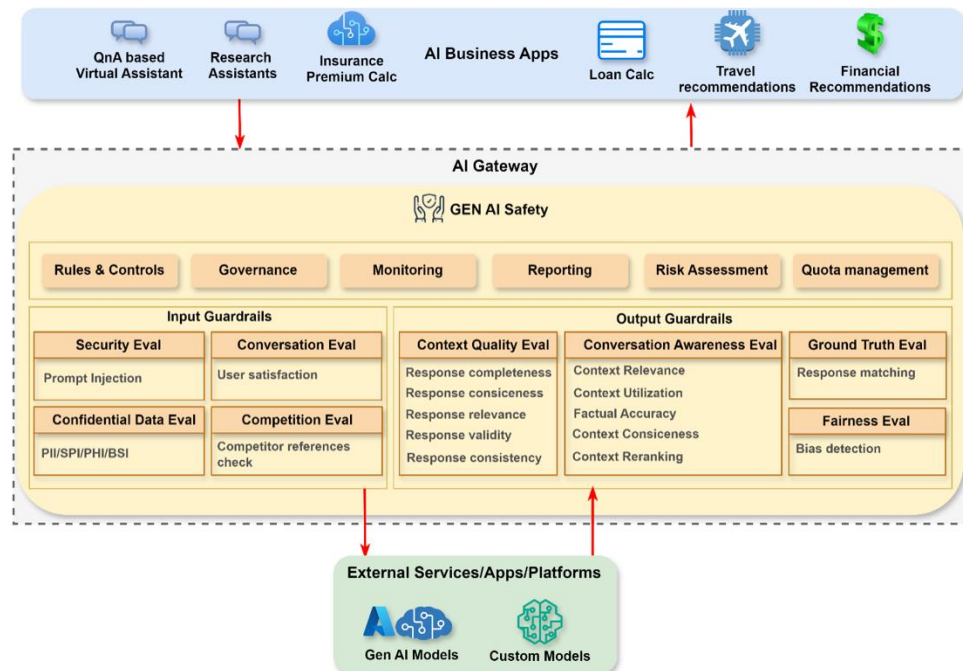 QnA based
Virtual Assistant
Research
Assistants
Insurance
Premium Calc
AI Business Apps
Loan Calc
Travel
recommendations
Financial
Recommendations
AI Gateway
GEN AI Safety
Rules & Controls
Governance
Monitoring
Reporting
Risk Assessment
Quota management
Input Guardrails
Security Eval
Prompt Injection
Conversation Eval
User satisfaction
Confidential Data Eval
PII/SPI/PHI/BSI
Competition Eval
Competitor references
check
Output Guardrails
Context Quality Eval
Response completeness
Response consiceness
Response relevance
Response validity
Response consistency
Conversation Awareness Eval
Context Relevance
Context Utilization
Factual Accuracy
Context Consiceness
Context Reranking
Ground Truth Eval
Response matching
Fairness Eval
Bias detection
External Services/Apps/Platforms
Gen AI Models
Custom Models